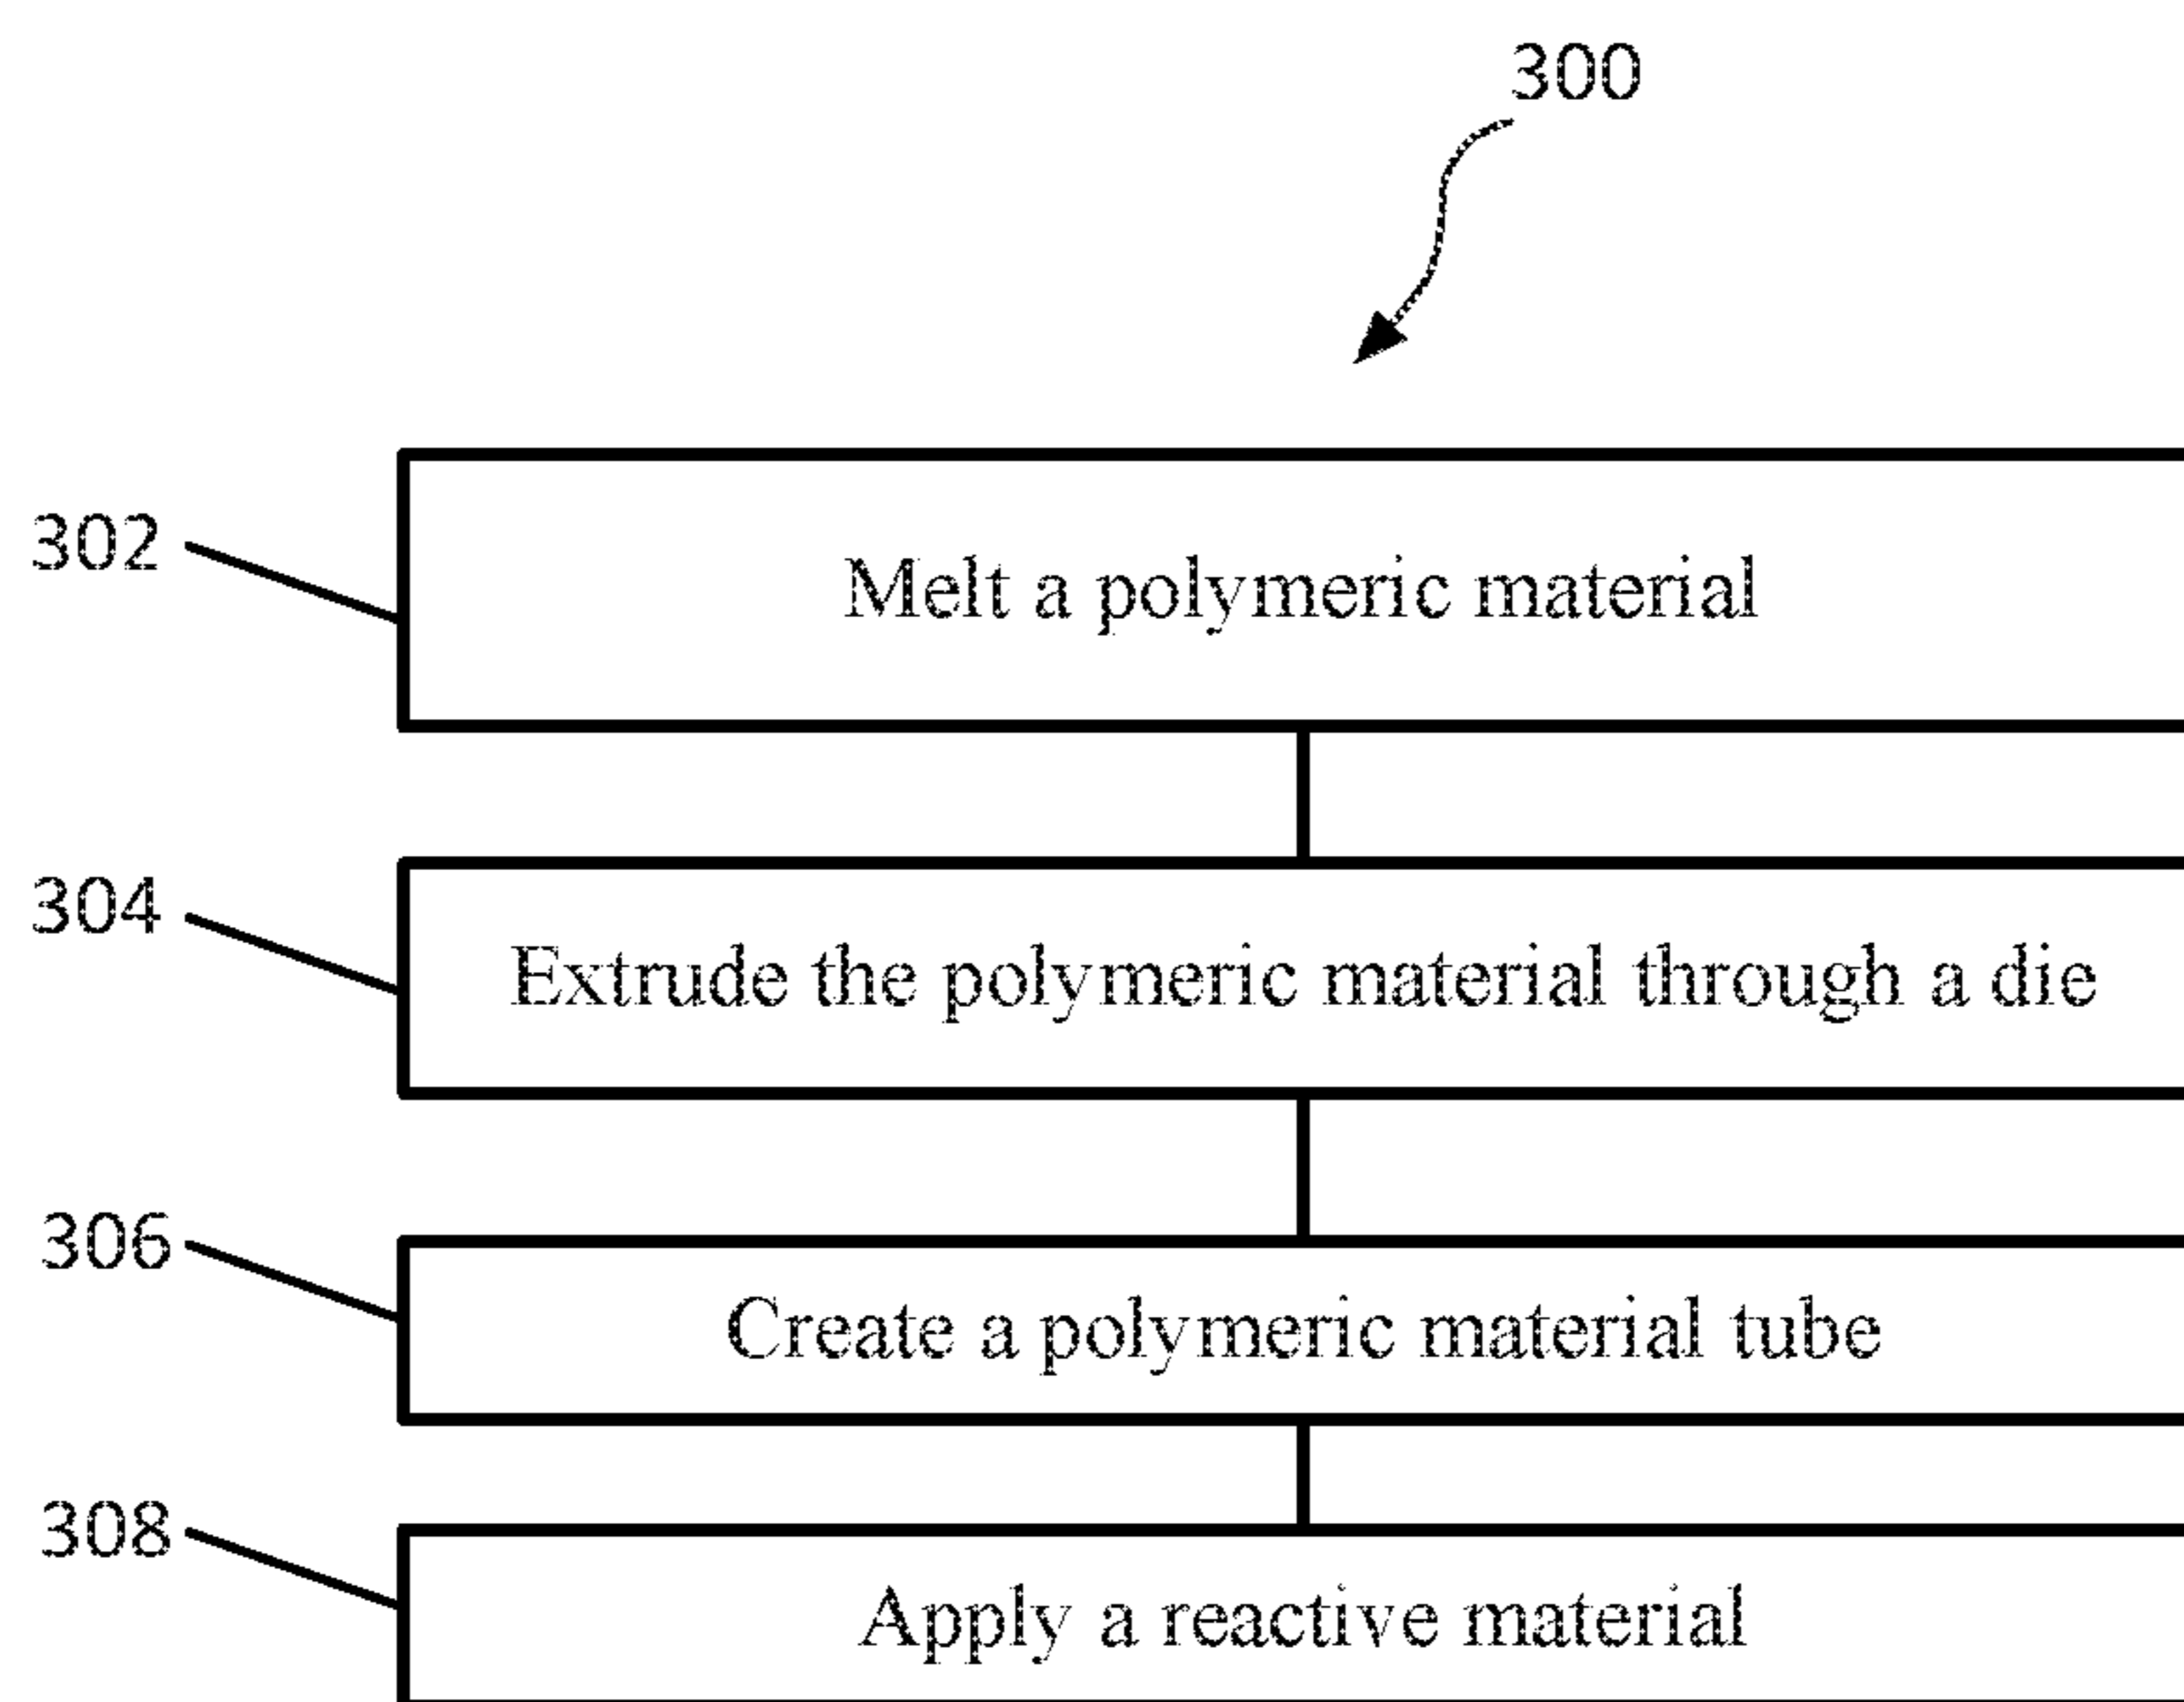 300
302
Melt a polymeric material
304
Extrude the polymeric material through a die
306
Create a polymeric material tube
308
Apply a reactive material